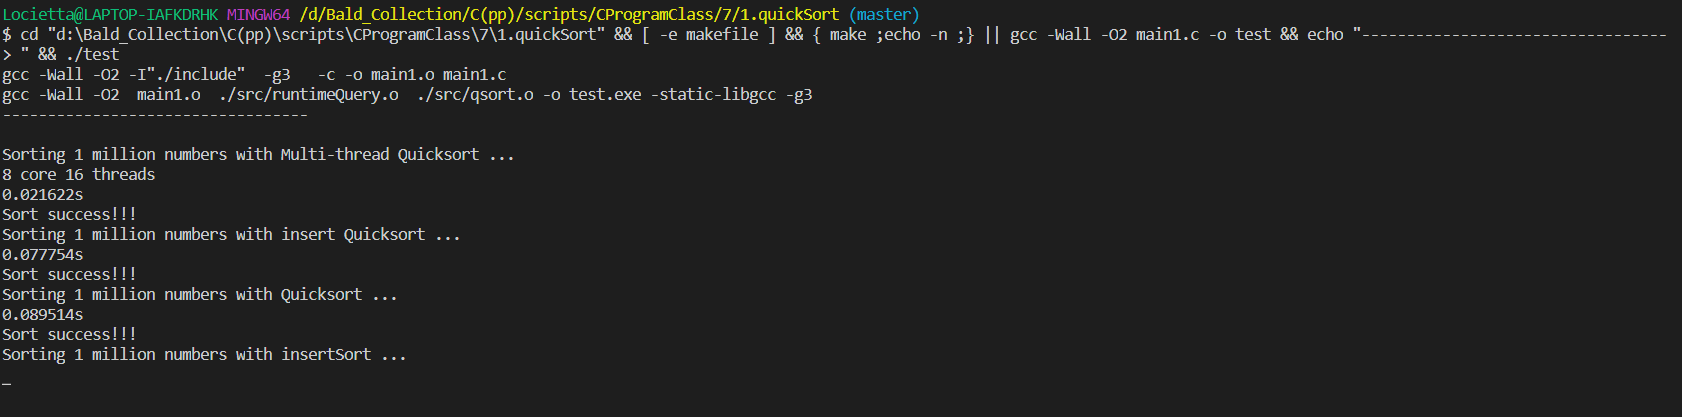 Locietta@LAPTOP-IAFKDRHK MINGW64 /d/Bald_Collection/C(pp)/scripts/CProgramClass/7/1.quickSort (master)
$ cd "d:\Bald_Collection\C(pp)\scripts\CProgramClass\7\1.quickSort" && [ -e makefile ] && { make ;echo -n ;} || gcc -Wall -O2 main1.c -o test && echo "----------------------------------
> " && ./test
gcc -Wall -O2 -I"./include"  -g3   -c -o main1.o main1.c
gcc -Wall -O2  main1.o  ./src/runtimeQuery.o  ./src/qsort.o -o test.exe -static-libgcc -g3
----------------------------------
Sorting 1 million numbers with Multi-thread Quicksort ...
8 core 16 threads
0.021622s
Sort success!!!
Sorting 1 million numbers with insert Quicksort ...
0.077754s
Sort success!!!
Sorting 1 million numbers with Quicksort ...
0.089514s
Sort success!!!
Sorting 1 million numbers with insertSort ...